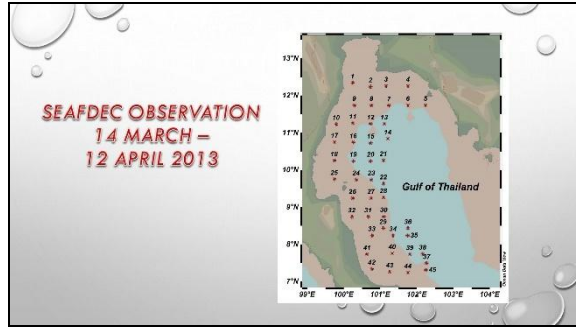 SEAFDEC OBSERVATION
14 MARCH –
12 APRIL 2013
13°N
12°N
11°N
10°N
9°N
8°N
7°N
1 2 3 4
9 8 7 6 5
10 11 12 13
17 16 15 14
18 19 20 21
25 24 23 22
26 27 28
32 31 30
29
33 34 36
35
41 40 39 38
37
42 43 44 45
Gulf of Thailand
99°E 100°E 101°E 102°E 103°E 104°E